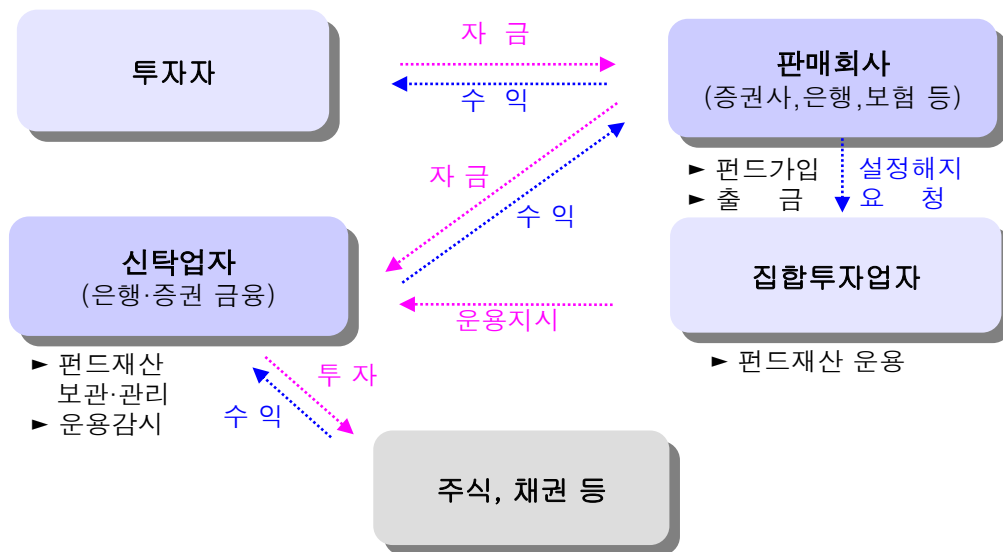 자 금
투자자
수 익
판매회사
(증권사,은행,보험 등)
► 펀드가입
► 출 금
설정해지
요 청
자 금
수 익
신탁업자
(은행·증권 금융)
집합투자업자
운용지시
► 펀드재산
보관·관리
► 운용감시
► 펀드재산 운용
투 자
수 익
주식, 채권 등